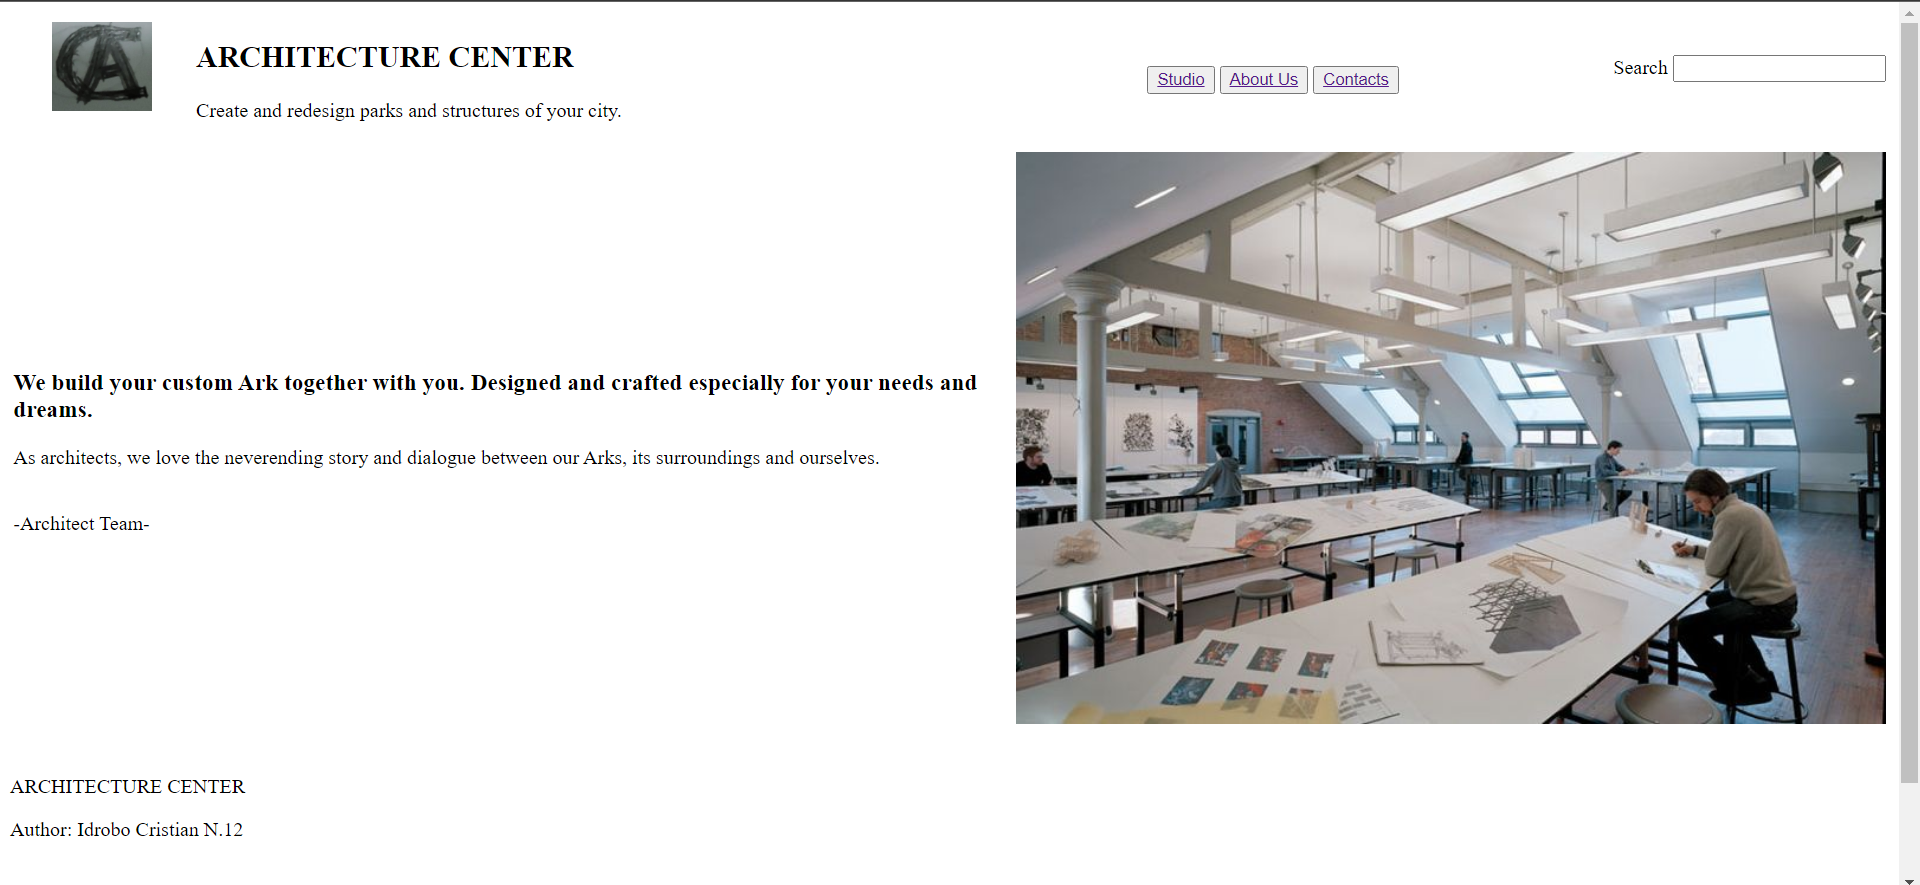 CA
ARCHITECTURE CENTER
Create and redesign parks and structures of your city.
Studio About Us Contacts
Search
We build your custom Ark together with you. Designed and crafted especially for your needs and
dreams.
As architects, we love the neverending story and dialogue between our Arks, its surroundings and ourselves.
-Architect Team-
ARCHITECTURE CENTER
Author: Idrobo Cristian N.12